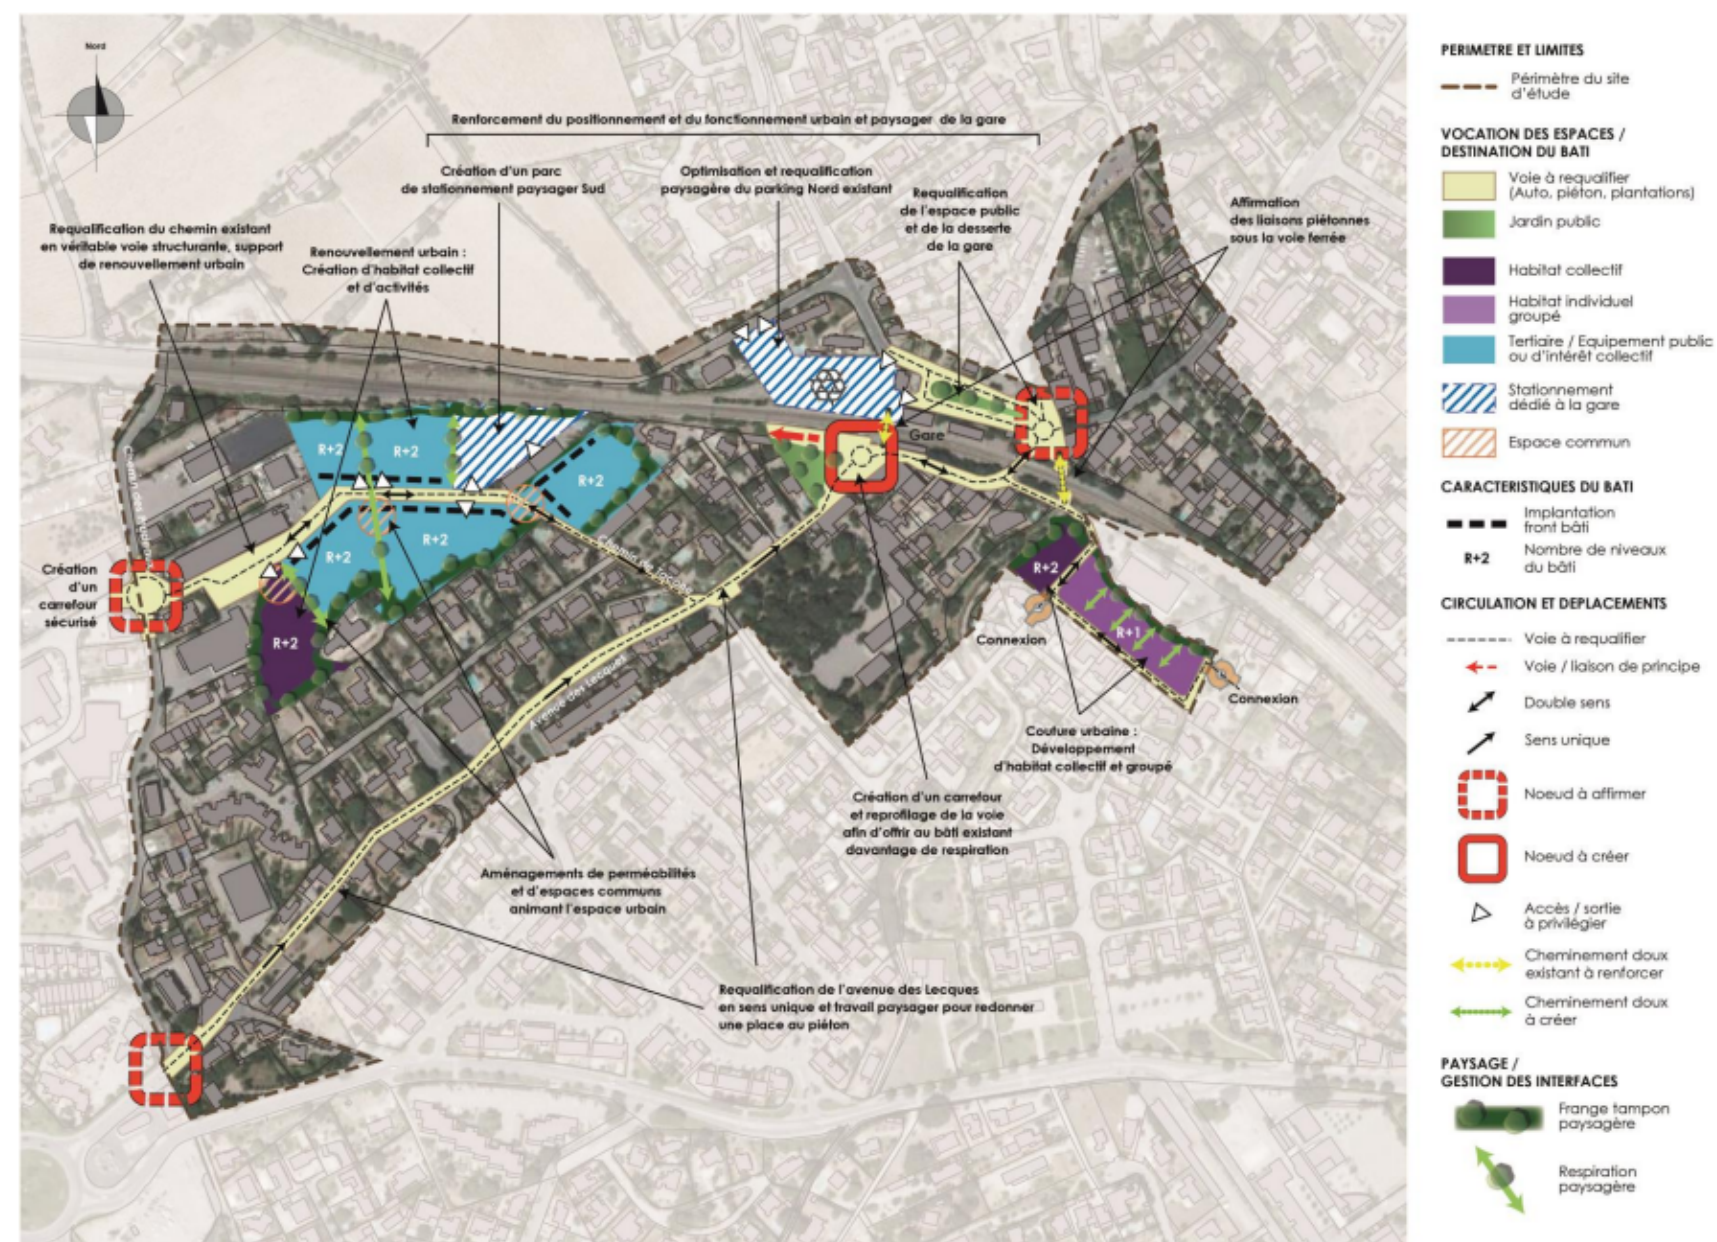 Nord
Renforcement du positionnement et du fonctionnement urbain et paysager de la gare
Création d'un parc
de stationnement paysager Sud
Optimisation et requalification
paysagère du parking Nord existant
Requalification
de l'espace public
et de la desserte
de la gare
Affirmation
des liaisons piétonnes
sous la voie ferrée
Requalification du chemin existant
en véritable voie structurante, support
de renouvellement urbain
Renouvellement urbain :
Création d'habitat collectif
et d'activités
Gare
R+2
R+2
R+2
R+2
R+2
R+2
R+2
R+1
Chemin des
Chemin de
Avenue des Lecques
Création
d'un
carrefour
sécurisé
Connexion
Connexion
Couture urbaine :
Développement
d'habitat collectif et groupé
Création d'un carrefour
et reprofilage de la voie
afin d'offrir au bâti existant
davantage de respiration
Aménagements de perméabilités
et d'espaces communs
animant l'espace urbain
Requalification de l'avenue des Lecques
en sens unique et travail paysager pour redonner
une place au piéton
PERIMETRE ET LIMITES
Périmètre du site
d'étude
VOCATION DES ESPACES /
DESTINATION DU BATI
Voie à requalifier
(Auto, piéton, plantations)
Jardin public
Habitat collectif
Habitat individuel
groupé
Tertiaire / Equipement public
ou d'intérêt collectif
Stationnement
dédié à la gare
Espace commun
CARACTERISTIQUES DU BATI
Implantation
front bâti
R+2
Nombre de niveaux
du bâti
CIRCULATION ET DEPLACEMENTS
Voie à requalifier
Voie / liaison de principe
Double sens
Sens unique
Noeud à affirmer
Noeud à créer
Accès / sortie
à privilégier
Cheminement doux
existant à renforcer
Cheminement doux
à créer
PAYSAGE /
GESTION DES INTERFACES
Frange tampon
paysagère
Respiration
paysagère